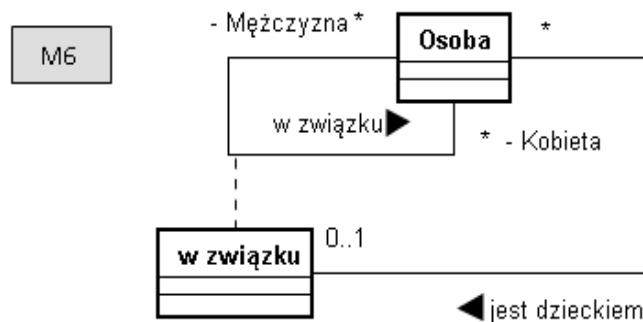 - Mężczyzna *
Osoba
*
M6
w związku
* - Kobieta
0..1
w związku
jest dzieckiem